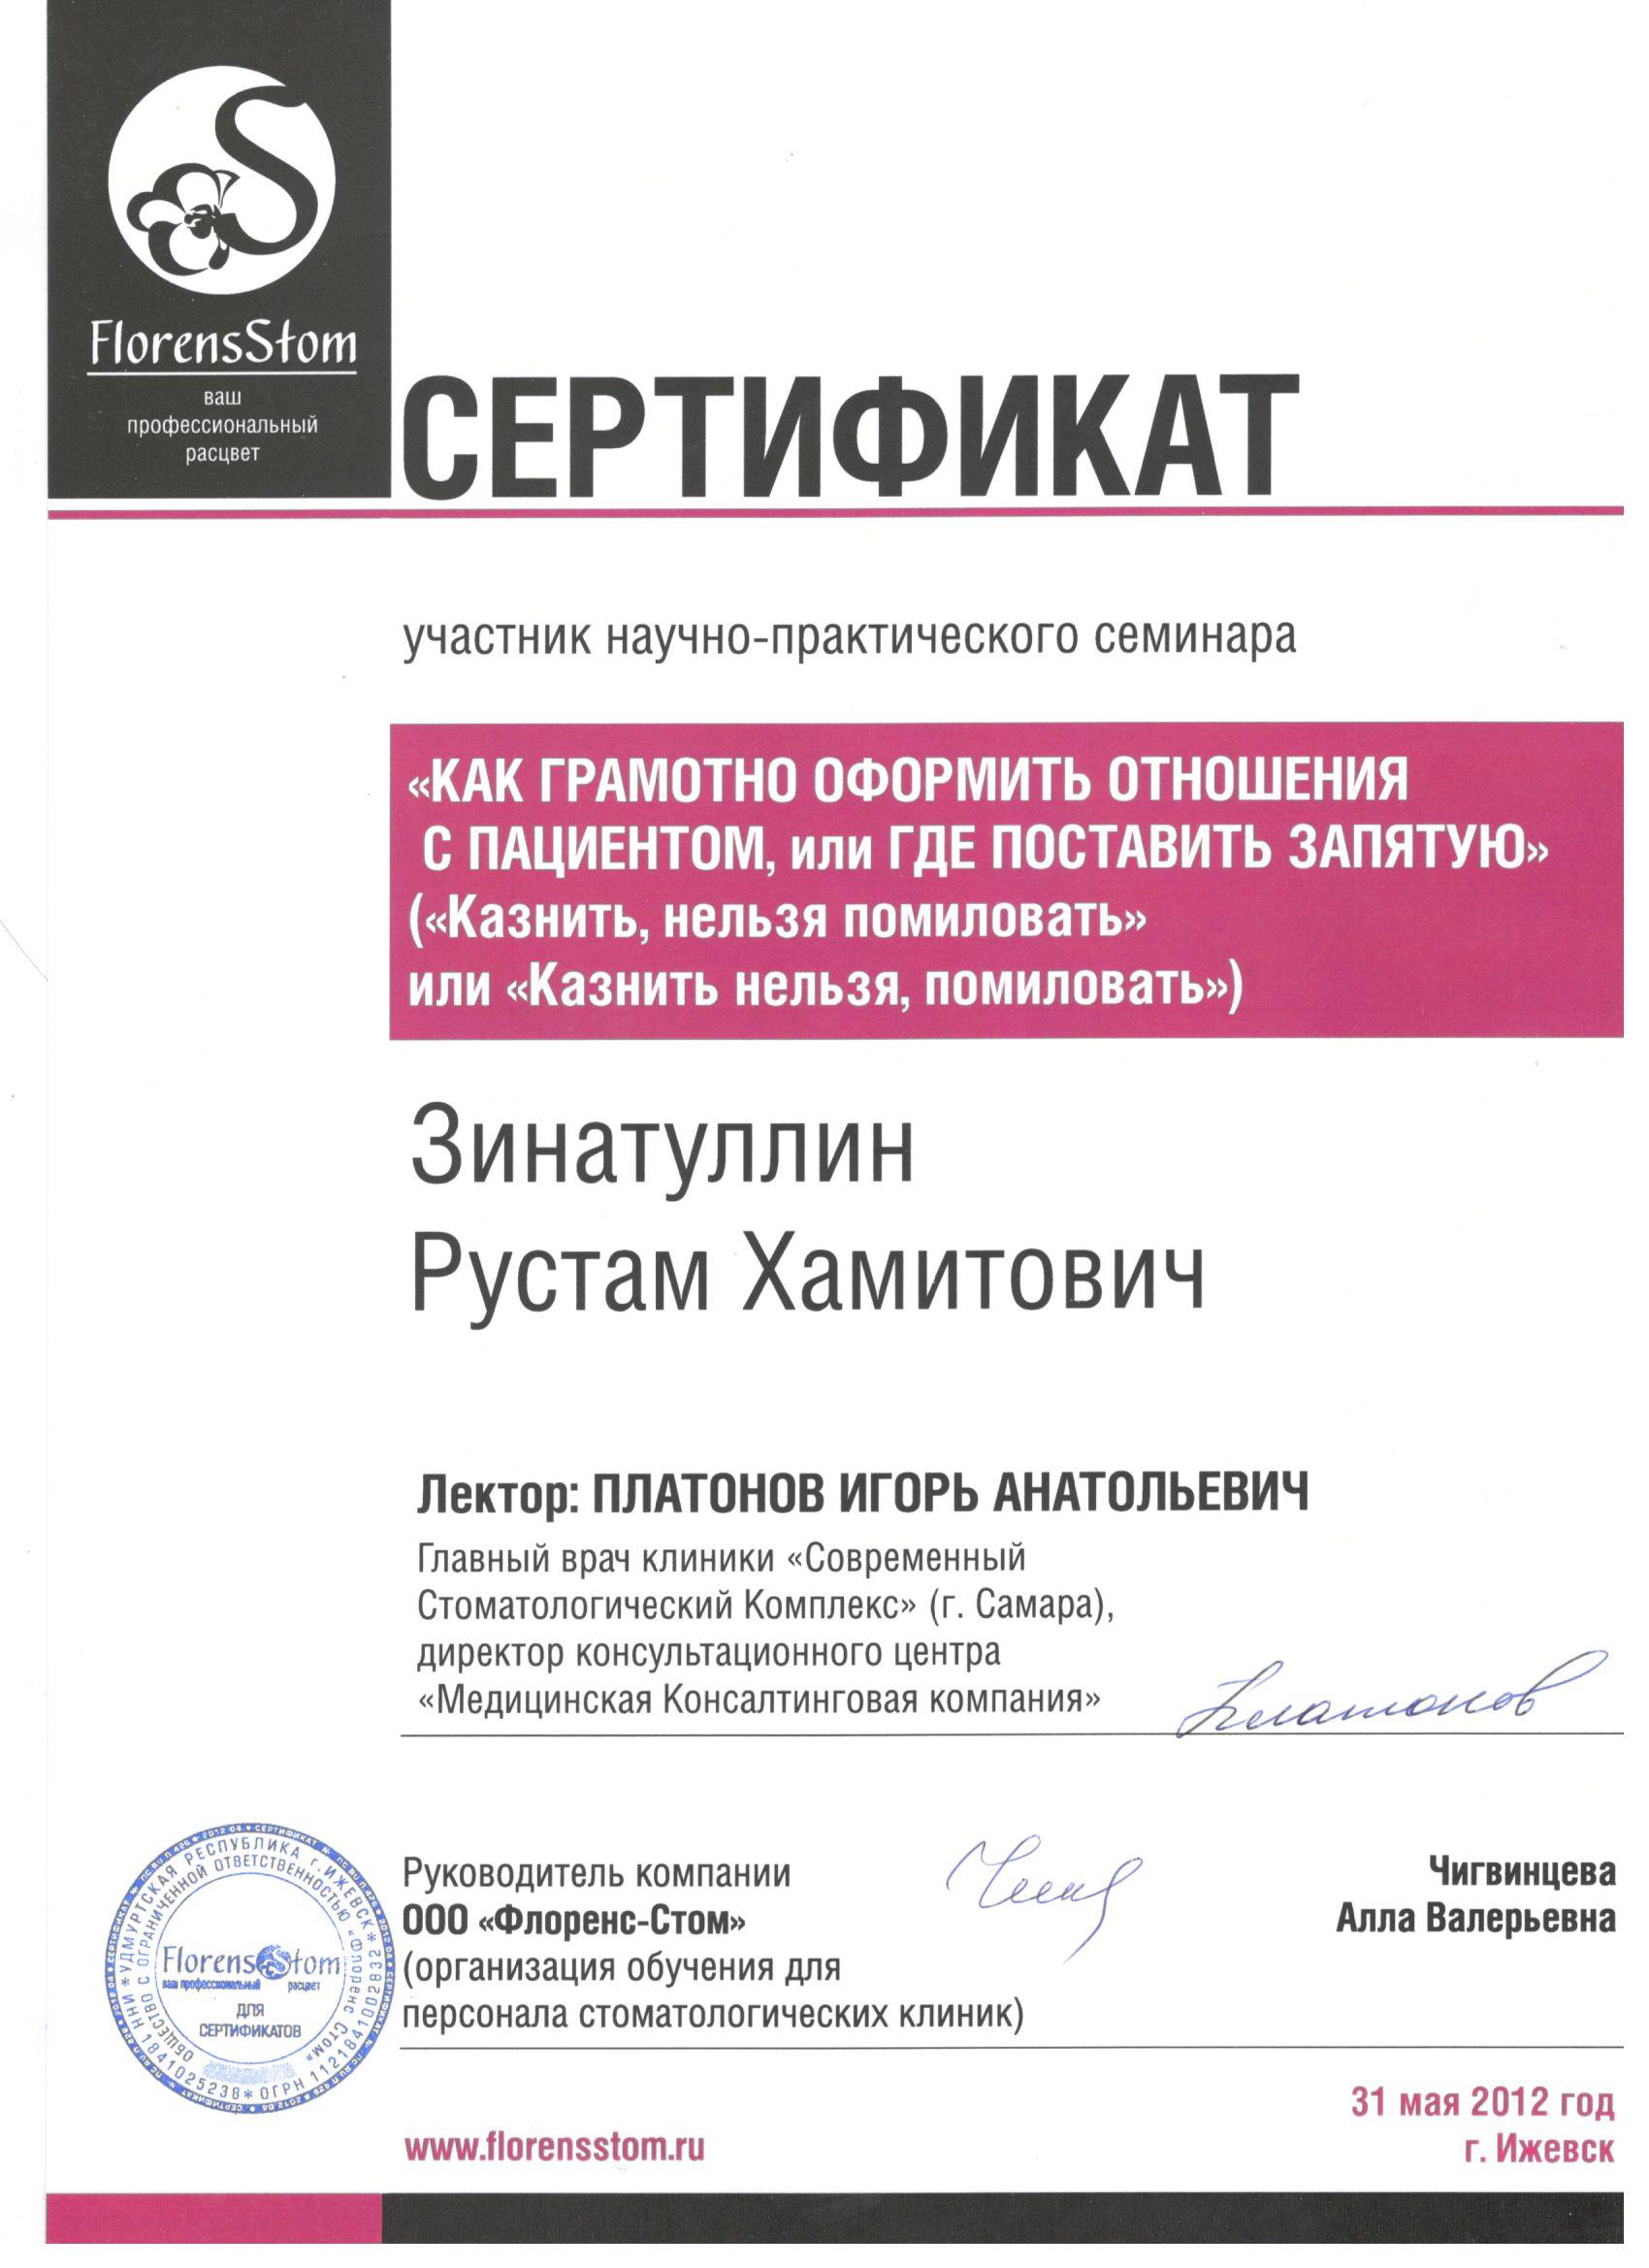 FlorensStom
ваш
профессиональный
расцвет
СЕРТИФИКАТ
участник научно-практического семинара
«КАК ГРАМОТНО ОФОРМИТЬ ОТНОШЕНИЯ
С ПАЦИЕНТОМ, или ГДЕ ПОСТАВИТЬ ЗАПЯТУЮ»
(«Казнить, нельзя помиловать»
или «Казнить нельзя, помиловать»)
Зинатуллин
Рустам Хамитович
Лектор: ПЛАТОНОВ ИГОРЬ АНАТОЛЬЕВИЧ
Главный врач клиники «Современный
Стоматологический Комплекс» (г. Самара),
директор консультационного центра
«Медицинская Консалтинговая компания»
Платонов
Руководитель компании
ООО «Флоренс-Стом»
(организация обучения для
персонала стоматологических клиник)
Чигвинцева
Алла Валерьевна
УДМУРТСКАЯ РЕСПУБЛИКА г. ИЖЕВСК * ОГРН 1121841002832 * ИНН 1841025238 *
ОБЩЕСТВО С ОГРАНИЧЕННОЙ ОТВЕТСТВЕННОСТЬЮ «Флоренс Стом»
FlorensStom
ваш профессиональный расцвет
ДЛЯ
СЕРТИФИКАТОВ
31 мая 2012 год
г. Ижевск
www.florensstom.ru